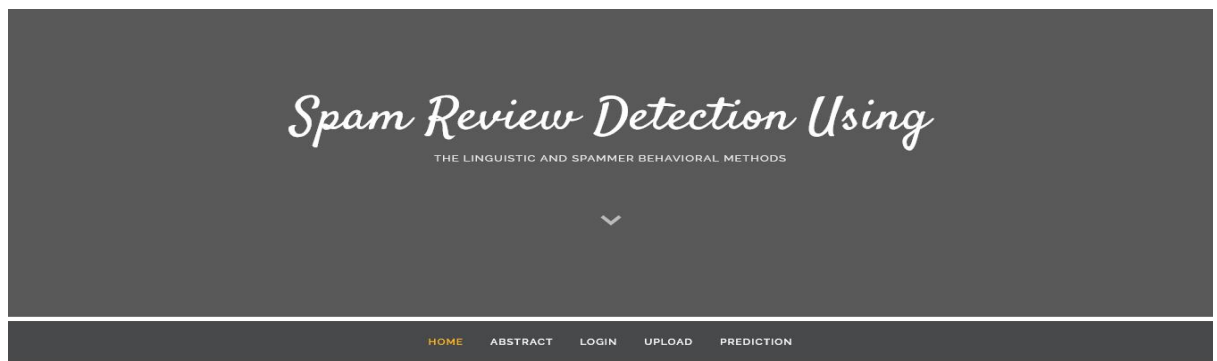 Spam Review Detection Using
THE LINGUISTIC AND SPAMMER BEHAVIORAL METHODS
HOME ABSTRACT LOGIN UPLOAD PREDICTION